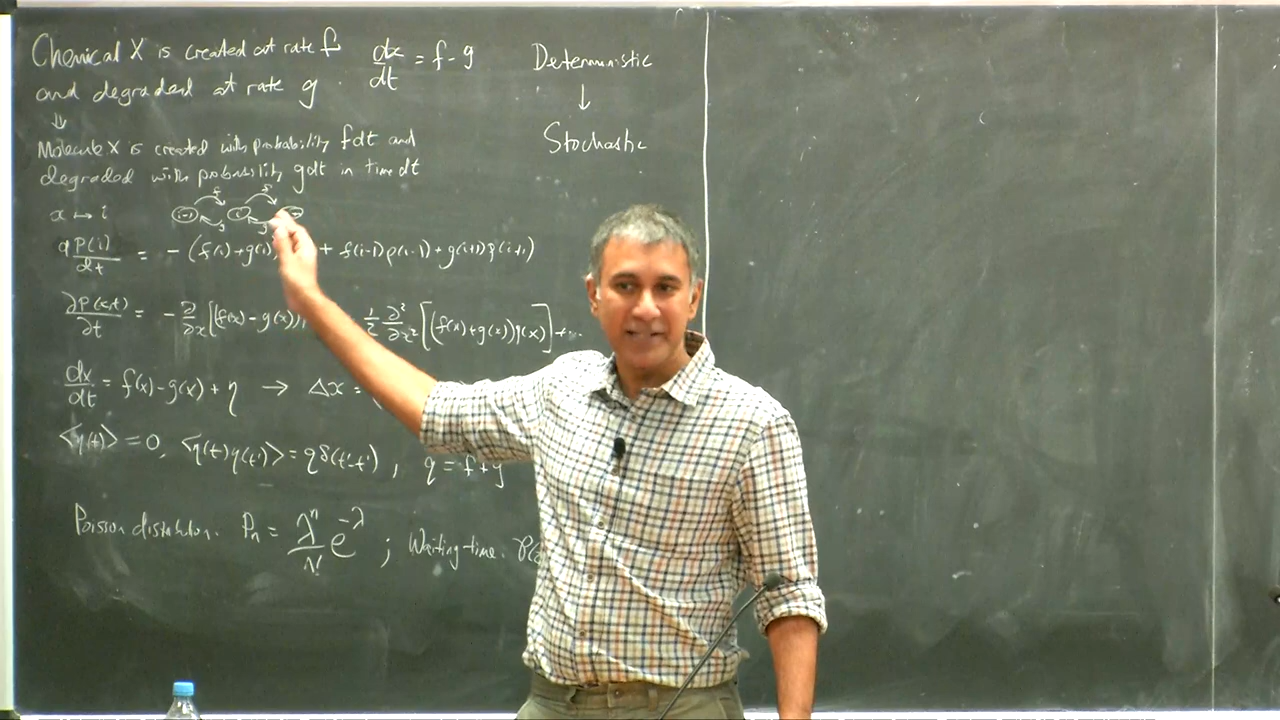 Chemical X is created at rate f dx/dt = f - g
and degraded at rate g.
Deterministic
↓
Stochastic
⇓
Molecule X is created with probability fdt and
degraded with probability gdt in time dt
x ↦ i
dP(i)/dt = - (f(i)+g(i) + f(i-1)p(i-1) + g(i+1)p(i+1)
∂P(x,t)/∂t = - ∂/∂x [(f(x)-g(x)) 1/2 ∂²/∂x² [(f(x)+g(x))p(x)] + ...
dx/dt = f(x)-g(x)+η → Δx =
<η(t)> = 0, <η(t)η(t')> = qδ(t-t'), q = f+g
Poisson distribution. Pn = λⁿ/n! e^-λ ; Waiting-time.